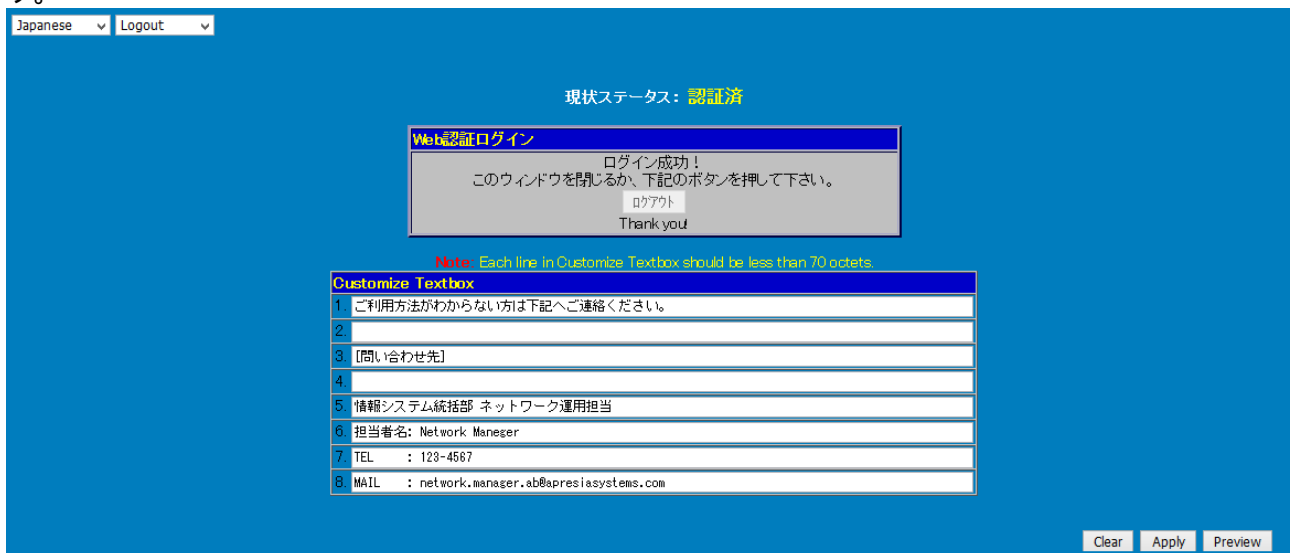 す。
Japanese Logout
現状ステータス: 認証済
Web認証ログイン
ログイン成功!
このウィンドウを閉じるか、下記のボタンを押して下さい。
ログアウト
Thank you!
Note: Each line in Customize Textbox should be less than 70 octets.
Customize Textbox
1. ご利用方法がわからない方は下記へご連絡ください。
2.
3. [問い合わせ先]
4.
5. 情報システム統括部 ネットワーク運用担当
6. 担当者名: Network Maneger
7. TEL : 123-4567
8. MAIL : network.manager.ab@apresiasystems.com
Clear Apply Preview